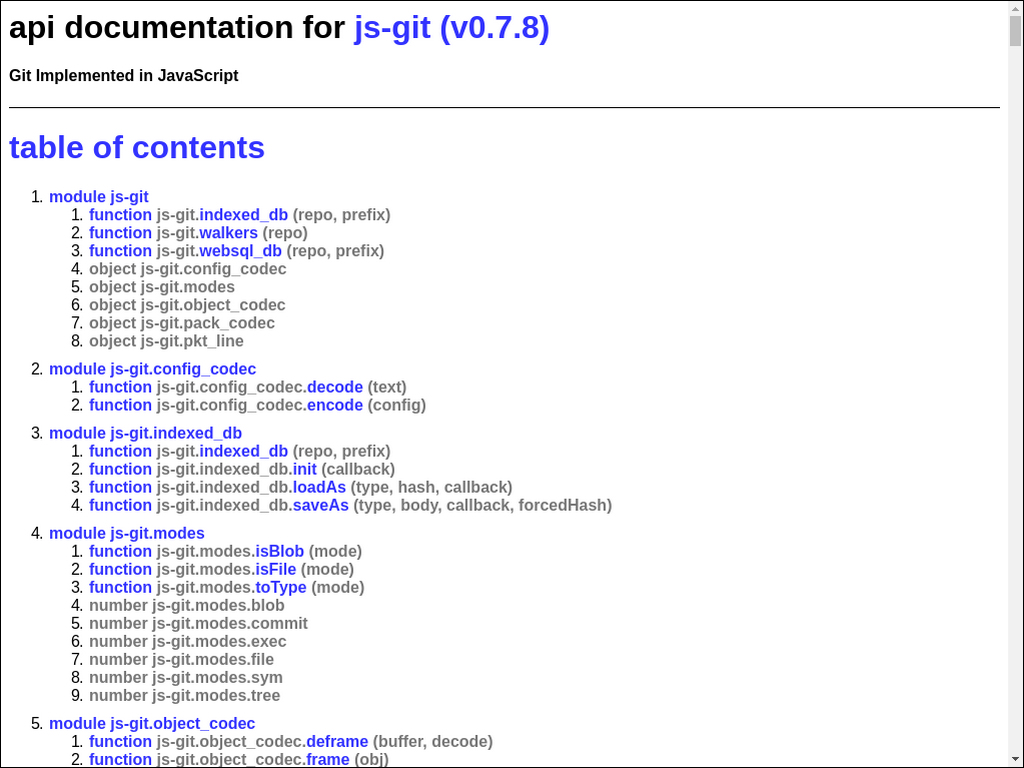 api documentation for js-git (v0.7.8)
Git Implemented in JavaScript
table of contents
1. module js-git
1. function js-git.indexed_db (repo, prefix)
2. function js-git.walkers (repo)
3. function js-git.websql_db (repo, prefix)
4. object js-git.config_codec
5. object js-git.modes
6. object js-git.object_codec
7. object js-git.pack_codec
8. object js-git.pkt_line
2. module js-git.config_codec
1. function js-git.config_codec.decode (text)
2. function js-git.config_codec.encode (config)
3. module js-git.indexed_db
1. function js-git.indexed_db (repo, prefix)
2. function js-git.indexed_db.init (callback)
3. function js-git.indexed_db.loadAs (type, hash, callback)
4. function js-git.indexed_db.saveAs (type, body, callback, forcedHash)
4. module js-git.modes
1. function js-git.modes.isBlob (mode)
2. function js-git.modes.isFile (mode)
3. function js-git.modes.toType (mode)
4. number js-git.modes.blob
5. number js-git.modes.commit
6. number js-git.modes.exec
7. number js-git.modes.file
8. number js-git.modes.sym
9. number js-git.modes.tree
5. module js-git.object_codec
1. function js-git.object_codec.deframe (buffer, decode)
2. function js-git.object_codec.frame (obj)